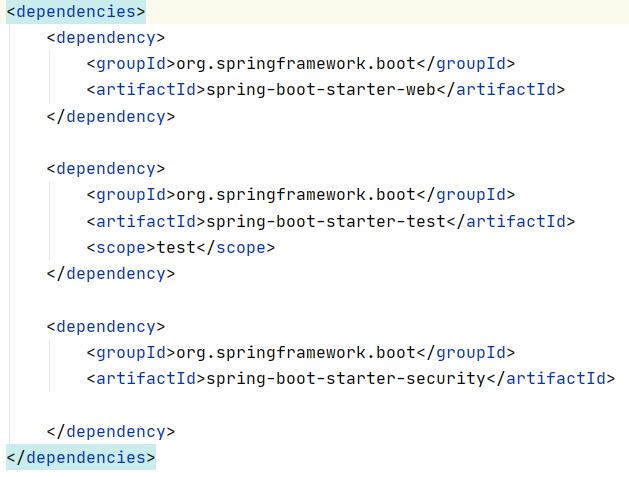 <dependencies>
    <dependency>
        <groupId>org.springframework.boot</groupId>
        <artifactId>spring-boot-starter-web</artifactId>
    </dependency>

    <dependency>
        <groupId>org.springframework.boot</groupId>
        <artifactId>spring-boot-starter-test</artifactId>
        <scope>test</scope>
    </dependency>

    <dependency>
        <groupId>org.springframework.boot</groupId>
        <artifactId>spring-boot-starter-security</artifactId>

    </dependency>
</dependencies>